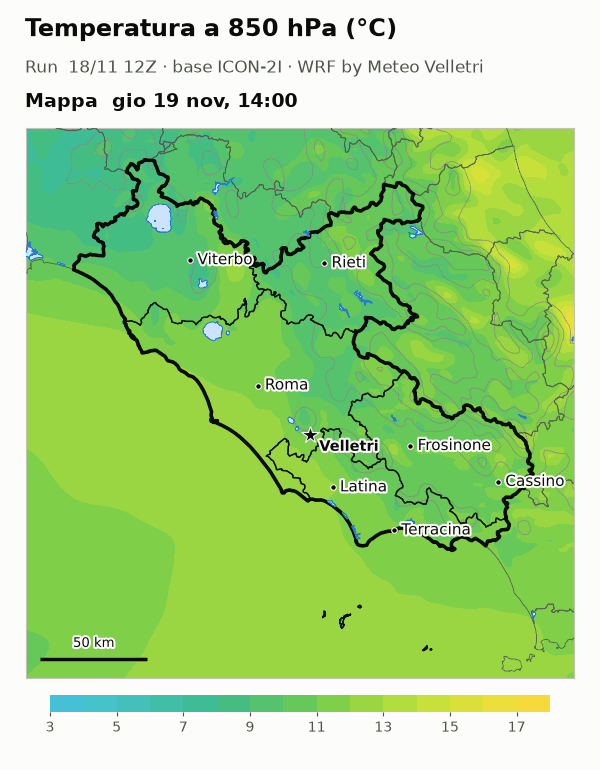 Temperatura a 850 hPa (°C)
Run  18/11 12Z · base ICON-2I · WRF by Meteo Velletri
Mappa  gio 19 nov, 14:00
Viterbo
Rieti
Roma
Velletri
Frosinone
Cassino
Latina
Terracina
50 km
3 5 7 9 11 13 15 17